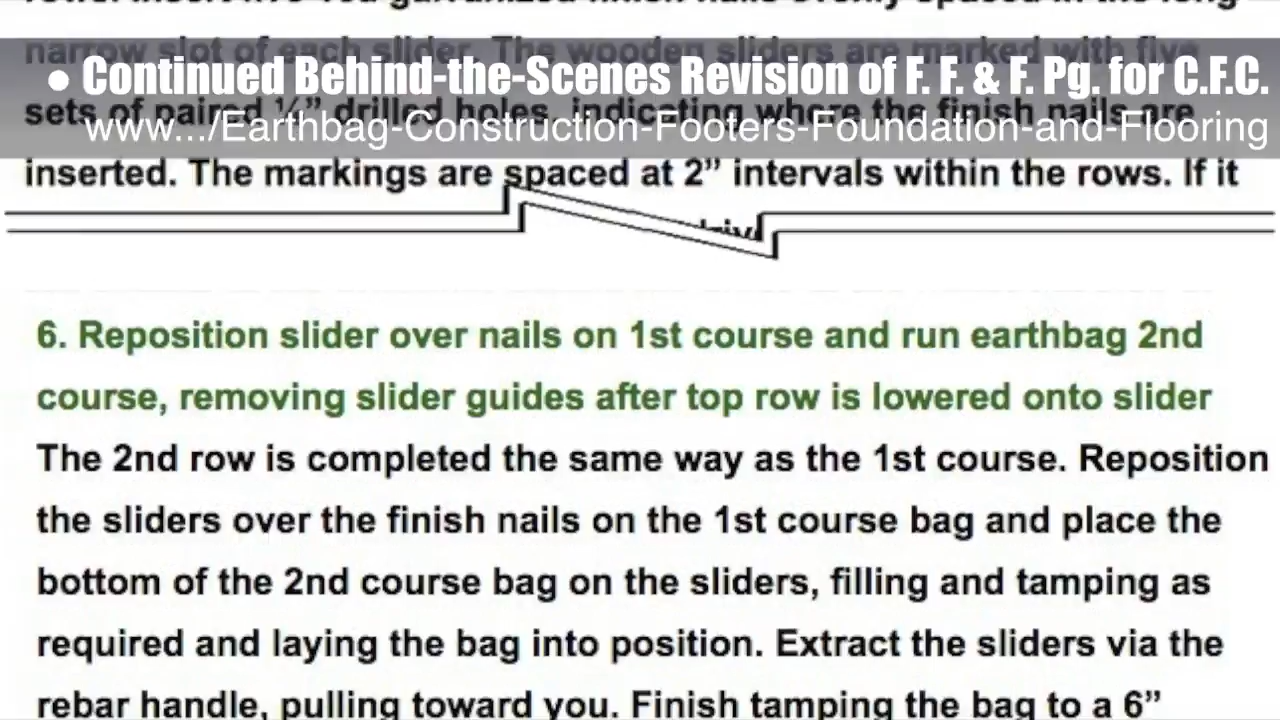 narrow slot of each slider. The wooden sliders are marked with five
● Continued Behind-the-Scenes Revision of F. F. & F. Pg. for C.F.C.
sets of paired ¼” drilled holes, indicating where the finish nails are
www.../Earthbag-Construction-Footers-Foundation-and-Flooring
inserted. The markings are spaced at 2” intervals within the rows. If it
6. Reposition slider over nails on 1st course and run earthbag 2nd
course, removing slider guides after top row is lowered onto slider
The 2nd row is completed the same way as the 1st course. Reposition
the sliders over the finish nails on the 1st course bag and place the
bottom of the 2nd course bag on the sliders, filling and tamping as
required and laying the bag into position. Extract the sliders via the
rebar handle, pulling toward you. Finish tamping the bag to a 6”